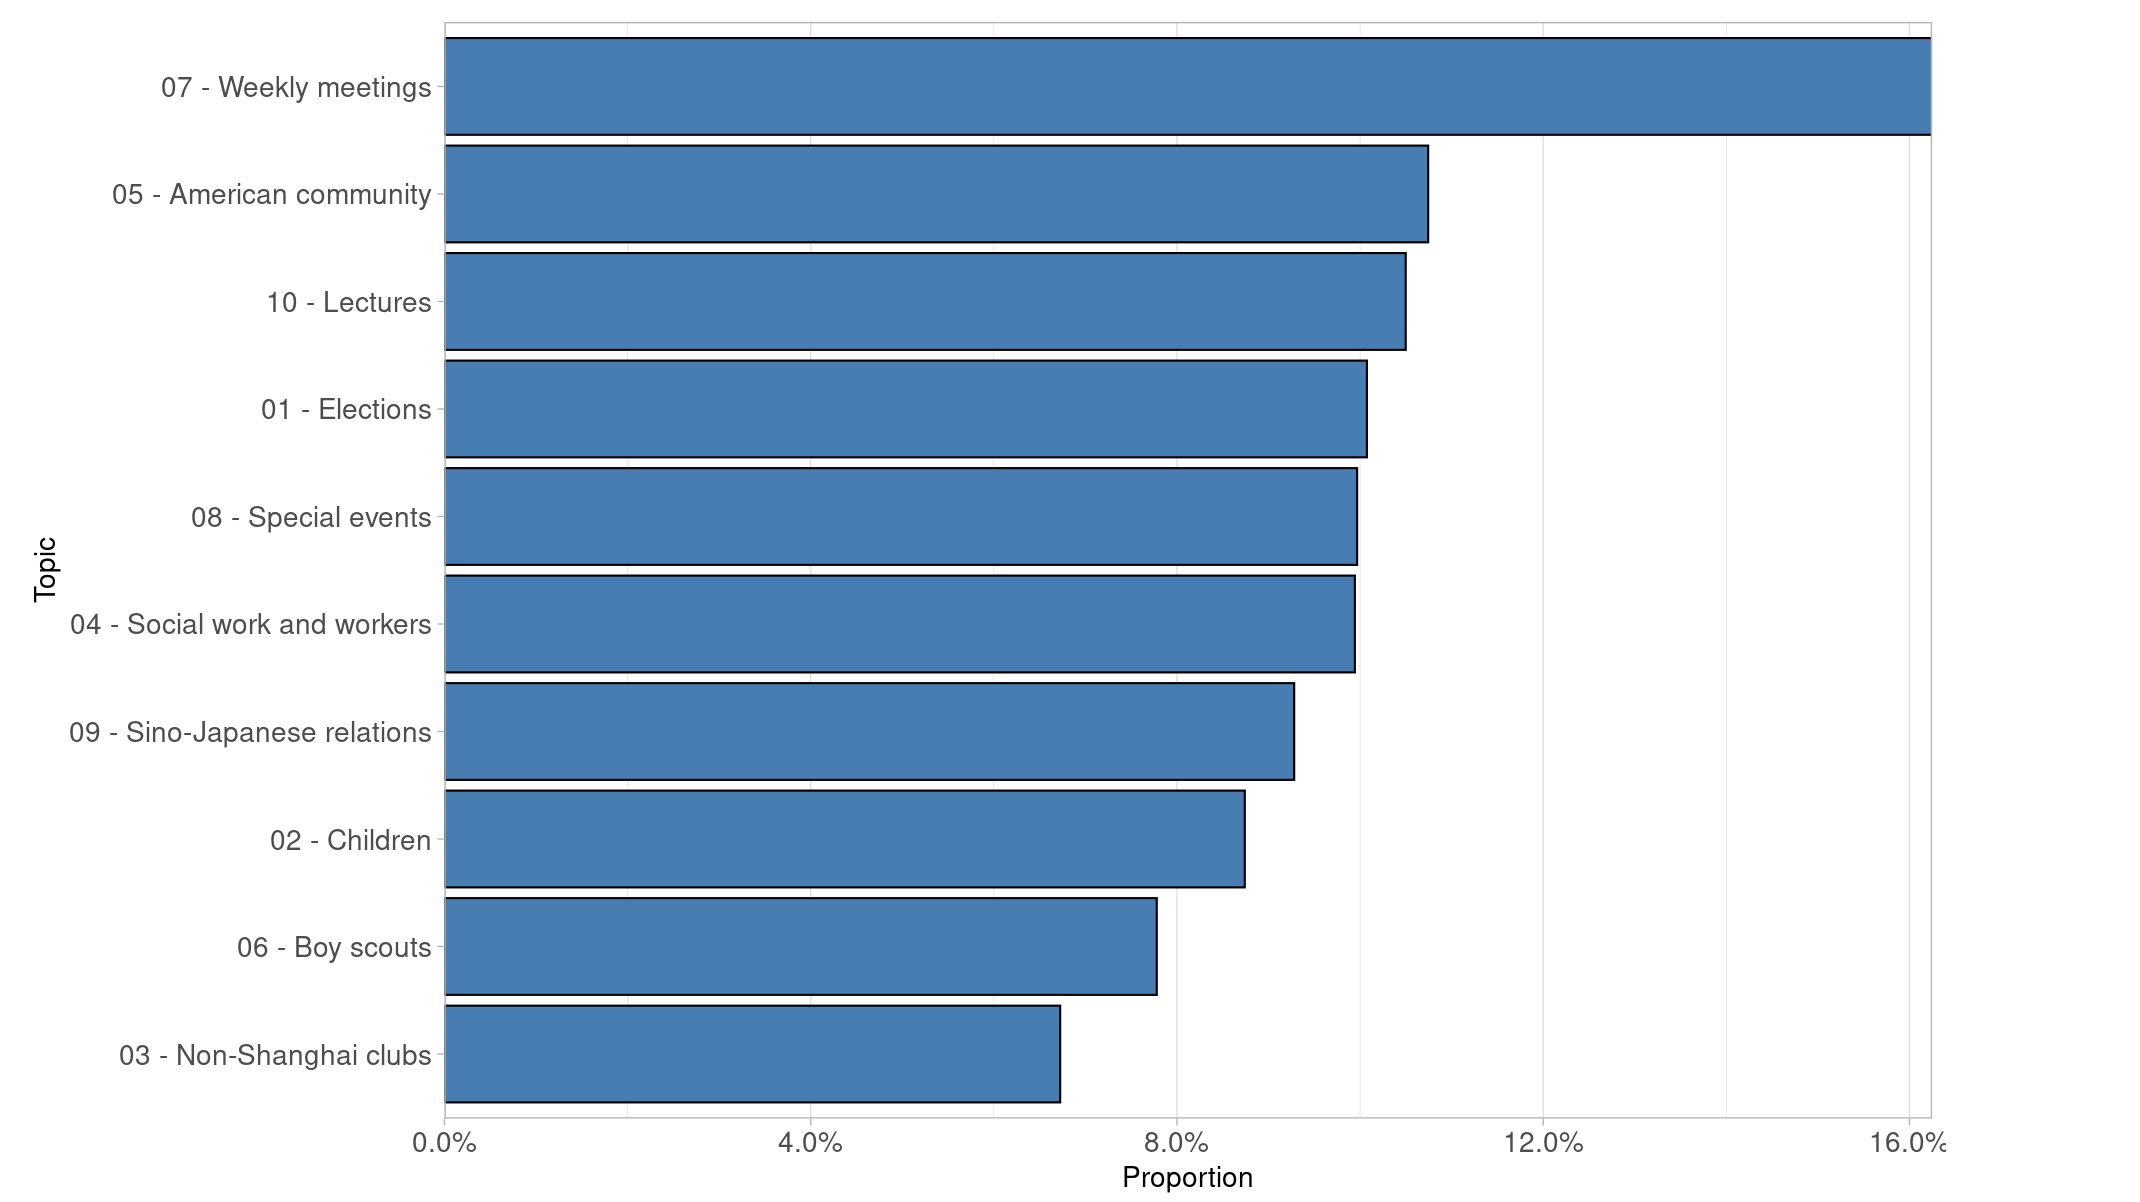 07 - Weekly meetings
05 - American community
10 - Lectures
01 - Elections
08 - Special events
04 - Social work and workers
09 - Sino-Japanese relations
02 - Children
06 - Boy scouts
03 - Non-Shanghai clubs
Topic
0.0% 4.0% 8.0% 12.0% 16.0%
Proportion